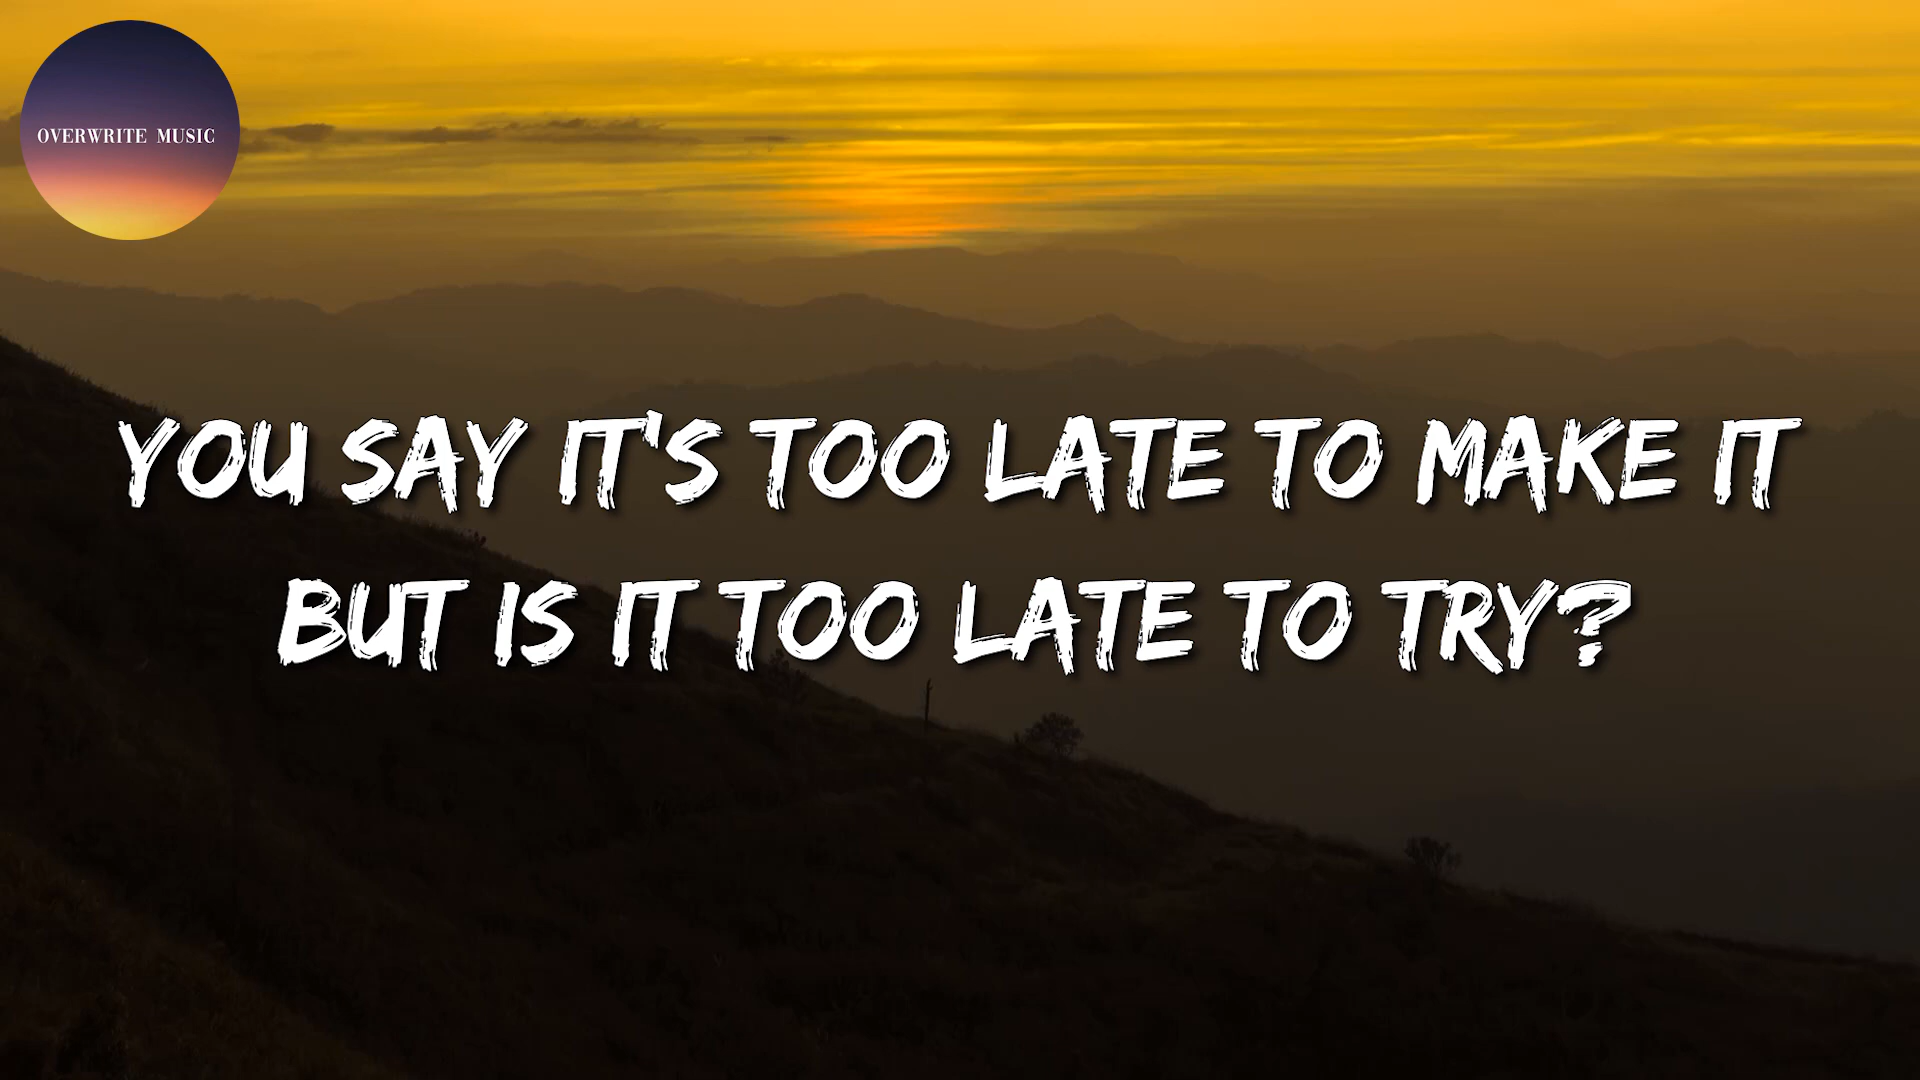 OVERWRITE MUSIC
YOU SAY IT'S TOO LATE TO MAKE IT
BUT IS IT TOO LATE TO TRY?